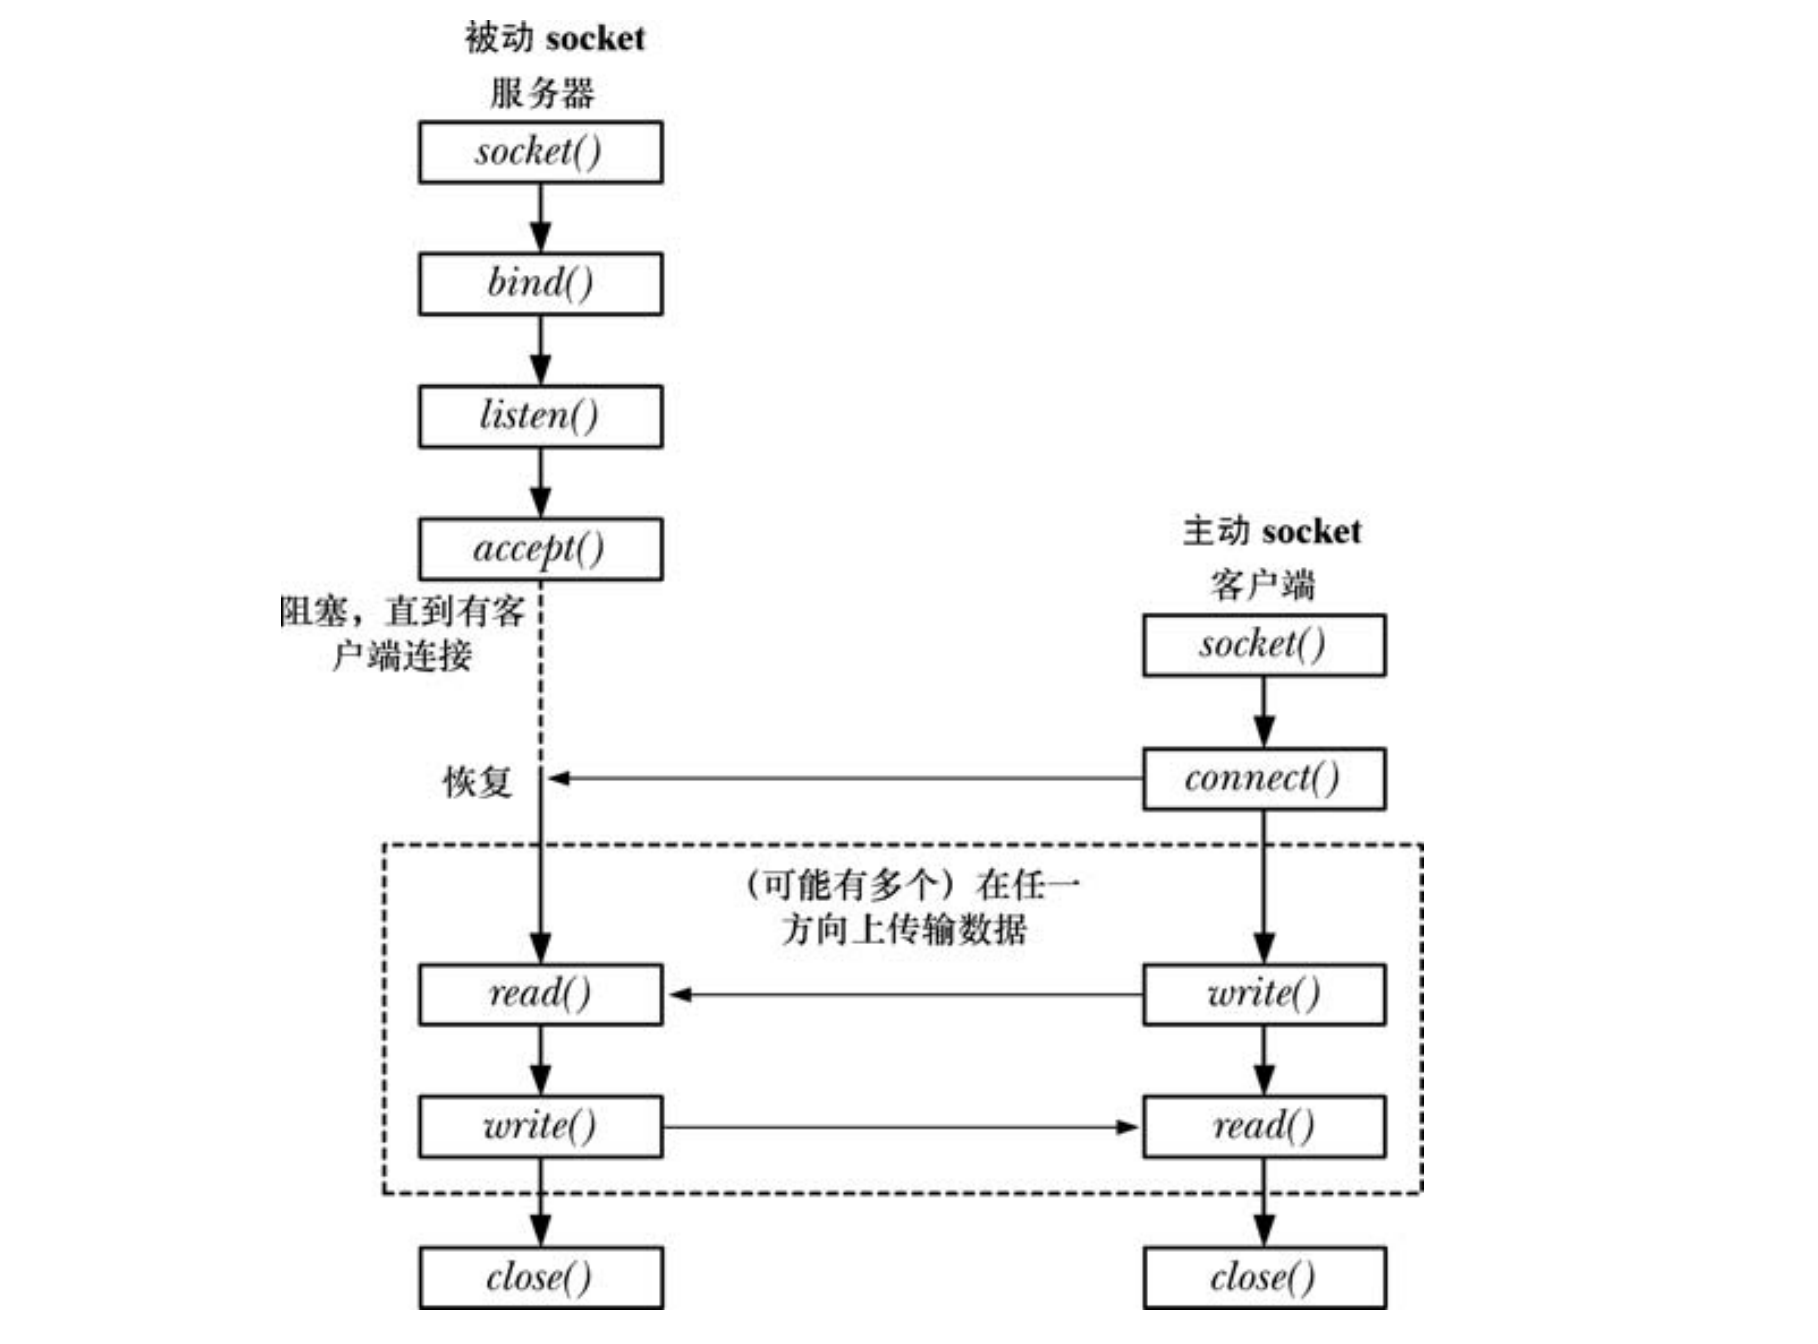 被动 socket
服务器
socket()
bind()
listen()
accept()
阻塞，直到有客
户端连接
主动 socket
客户端
socket()
恢复
connect()
（可能有多个）在任一
方向上传输数据
read()
write()
write()
read()
close()
close()